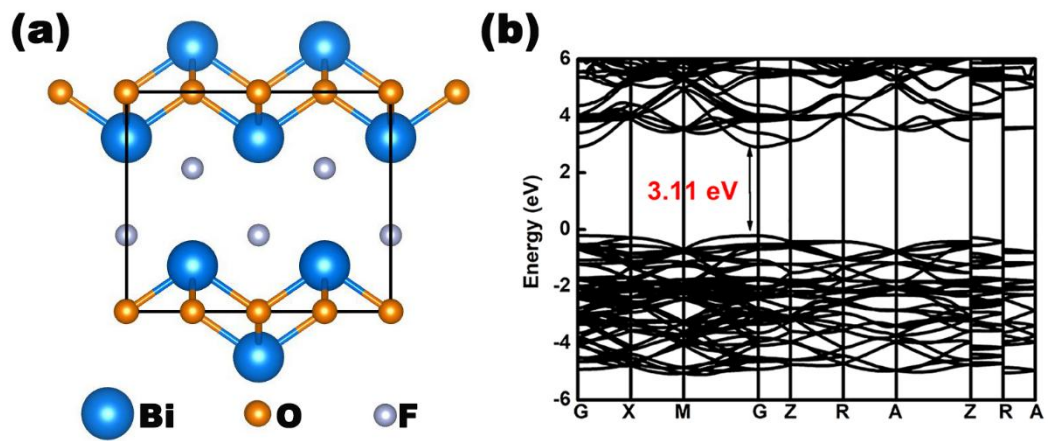 (a)
Bi O F
(b)
Energy (eV)
6
4
2
0
-2
-4
-6
3.11 eV
G X M G Z R A Z R A